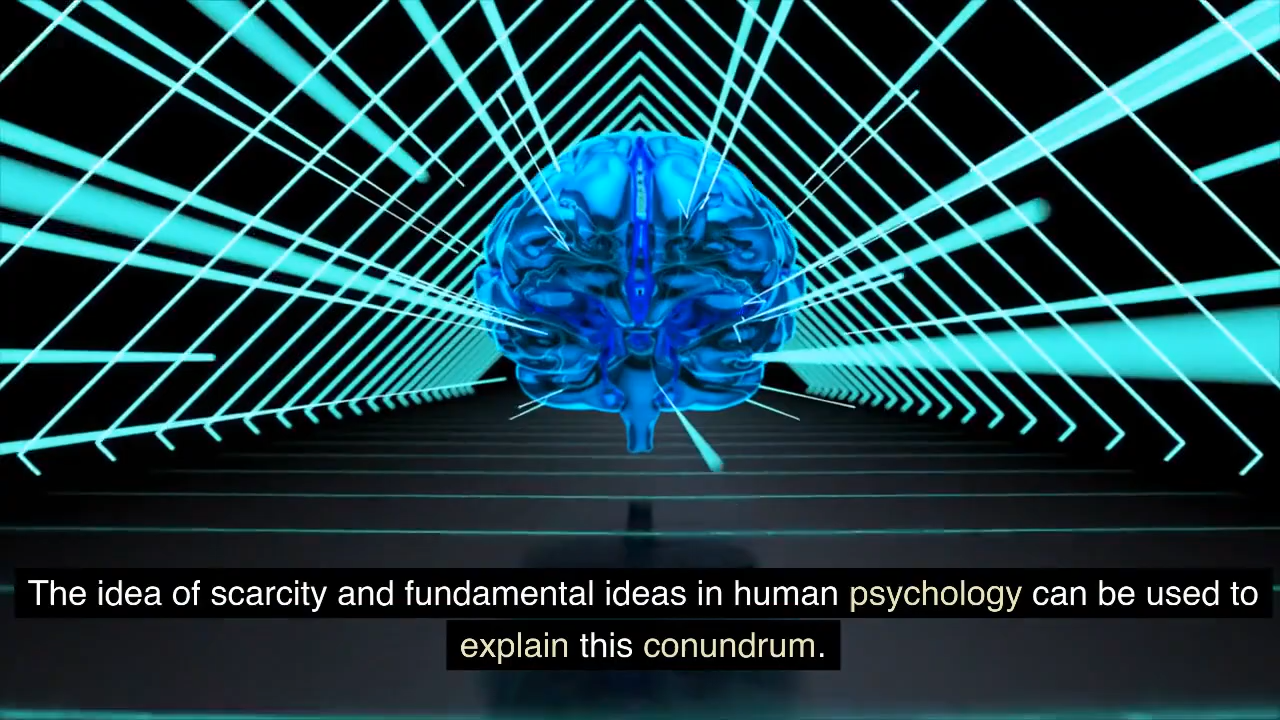 The idea of scarcity and fundamental ideas in human psychology can be used to
explain this conundrum.